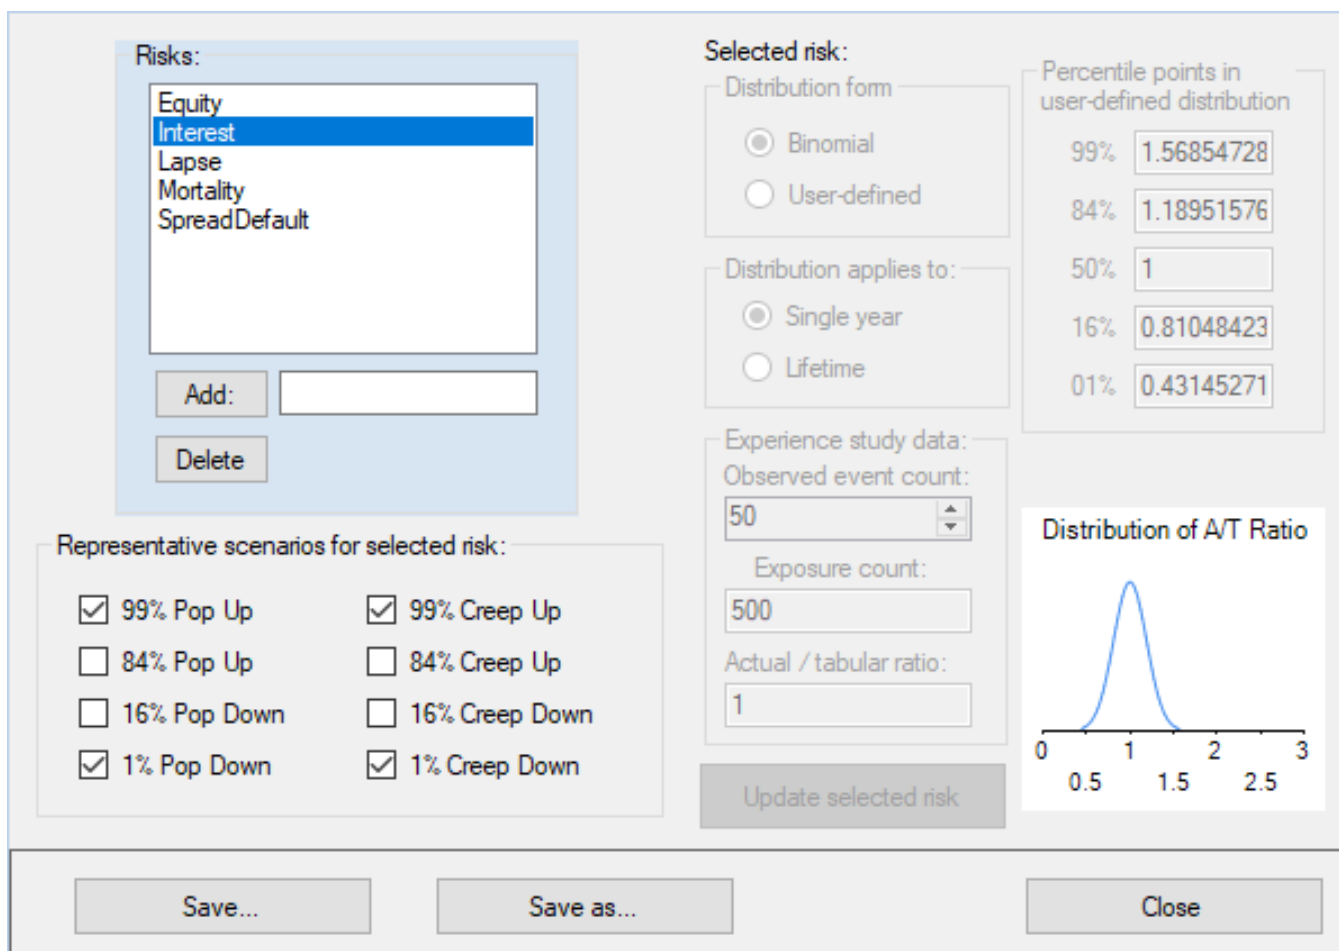 Risks:
Equity
Interest
Lapse
Mortality
SpreadDefault
Add:
Delete
Representative scenarios for selected risk:
99% Pop Up
99% Creep Up
84% Pop Up
84% Creep Up
16% Pop Down
16% Creep Down
1% Pop Down
1% Creep Down
Selected risk:
Distribution form
Binomial
User-defined
Distribution applies to:
Single year
Lifetime
Experience study data:
Observed event count:
50
Exposure count:
500
Actual / tabular ratio:
1
Update selected risk
Percentile points in
user-defined distribution
99% 1.56854728
84% 1.18951576
50% 1
16% 0.81048423
01% 0.43145271
Distribution of A/T Ratio
0 1 2 3
0.5 1.5 2.5
Save...
Save as...
Close